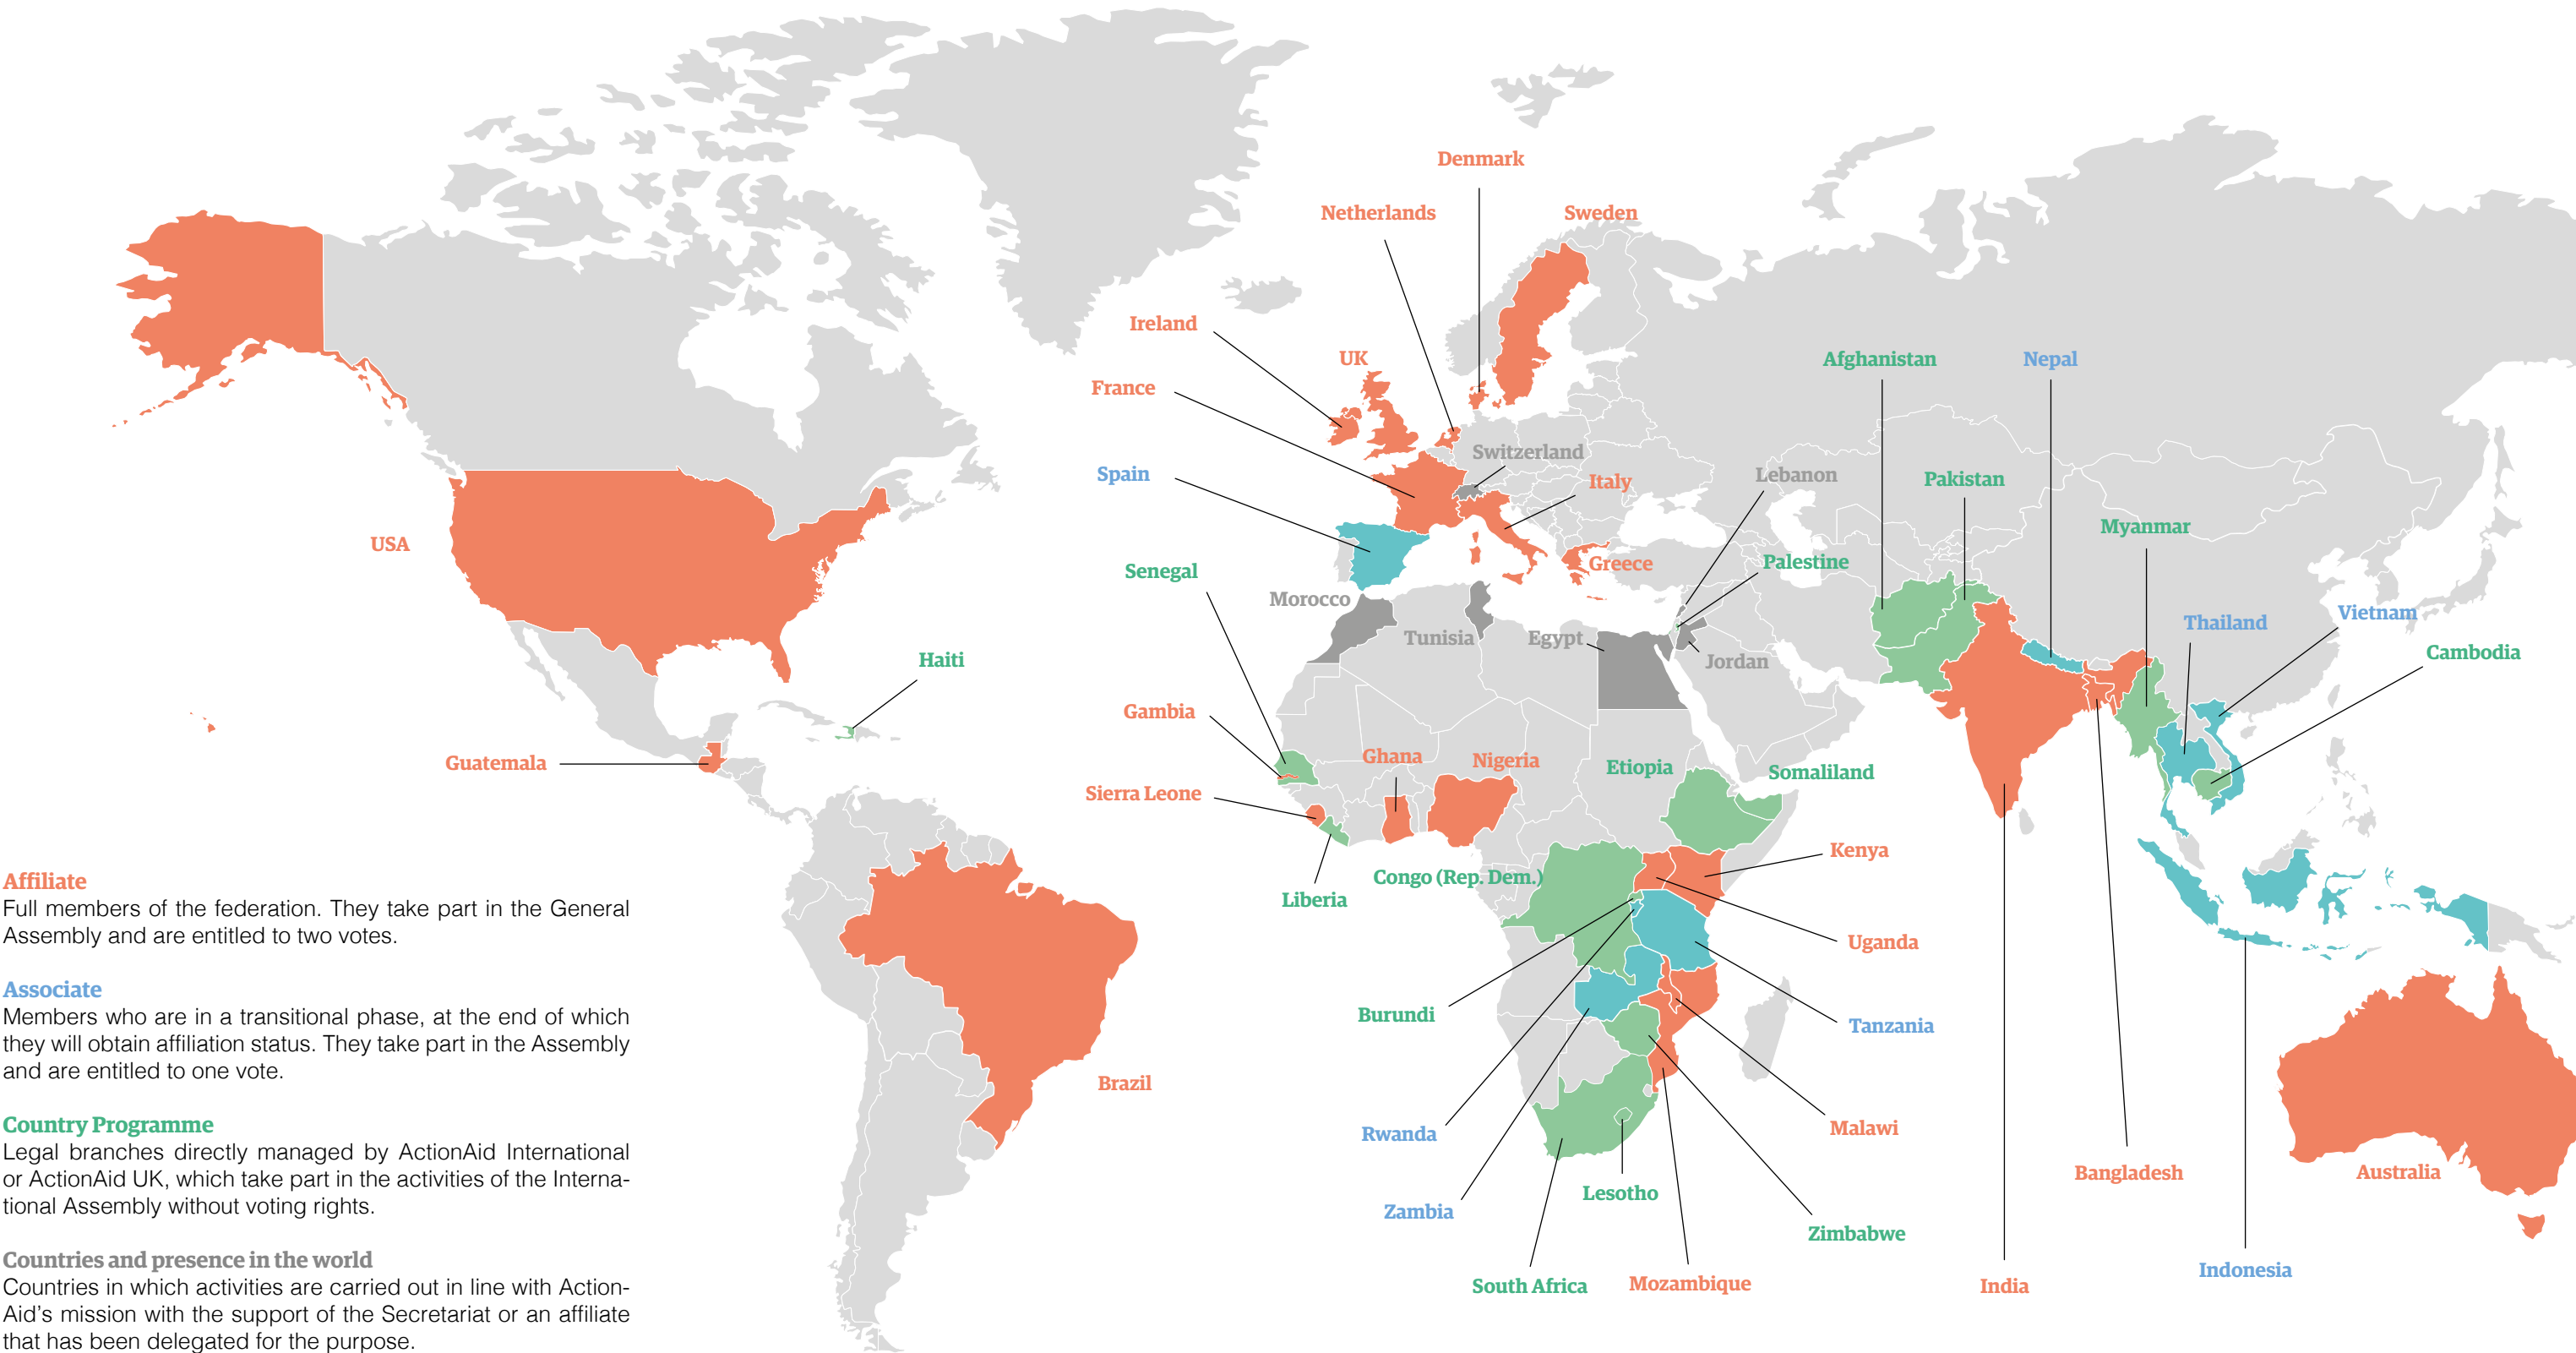 Denmark
Netherlands
Sweden
Ireland
UK
France
Afghanistan
Nepal
Switzerland
Spain
Lebanon
Italy
Pakistan
Myanmar
USA
Greece
Palestine
Senegal
Morocco
Vietnam
Thailand
Tunisia
Egypt
Cambodia
Haiti
Jordan
Gambia
Ghana
Nigeria
Guatemala
Etiopia
Somaliland
Sierra Leone
Kenya
Congo (Rep. Dem.)
Liberia
Uganda
Burundi
Tanzania
Brazil
Malawi
Rwanda
Bangladesh
Australia
Lesotho
Zambia
Zimbabwe
Indonesia
South Africa
Mozambique
India
Affiliate
Full members of the federation. They take part in the General
Assembly and are entitled to two votes.
Associate
Members who are in a transitional phase, at the end of which
they will obtain affiliation status. They take part in the Assembly
and are entitled to one vote.
Country Programme
Legal branches directly managed by ActionAid International
or ActionAid UK, which take part in the activities of the Interna-
tional Assembly without voting rights.
Countries and presence in the world
Countries in which activities are carried out in line with Action-
Aid's mission with the support of the Secretariat or an affiliate
that has been delegated for the purpose.